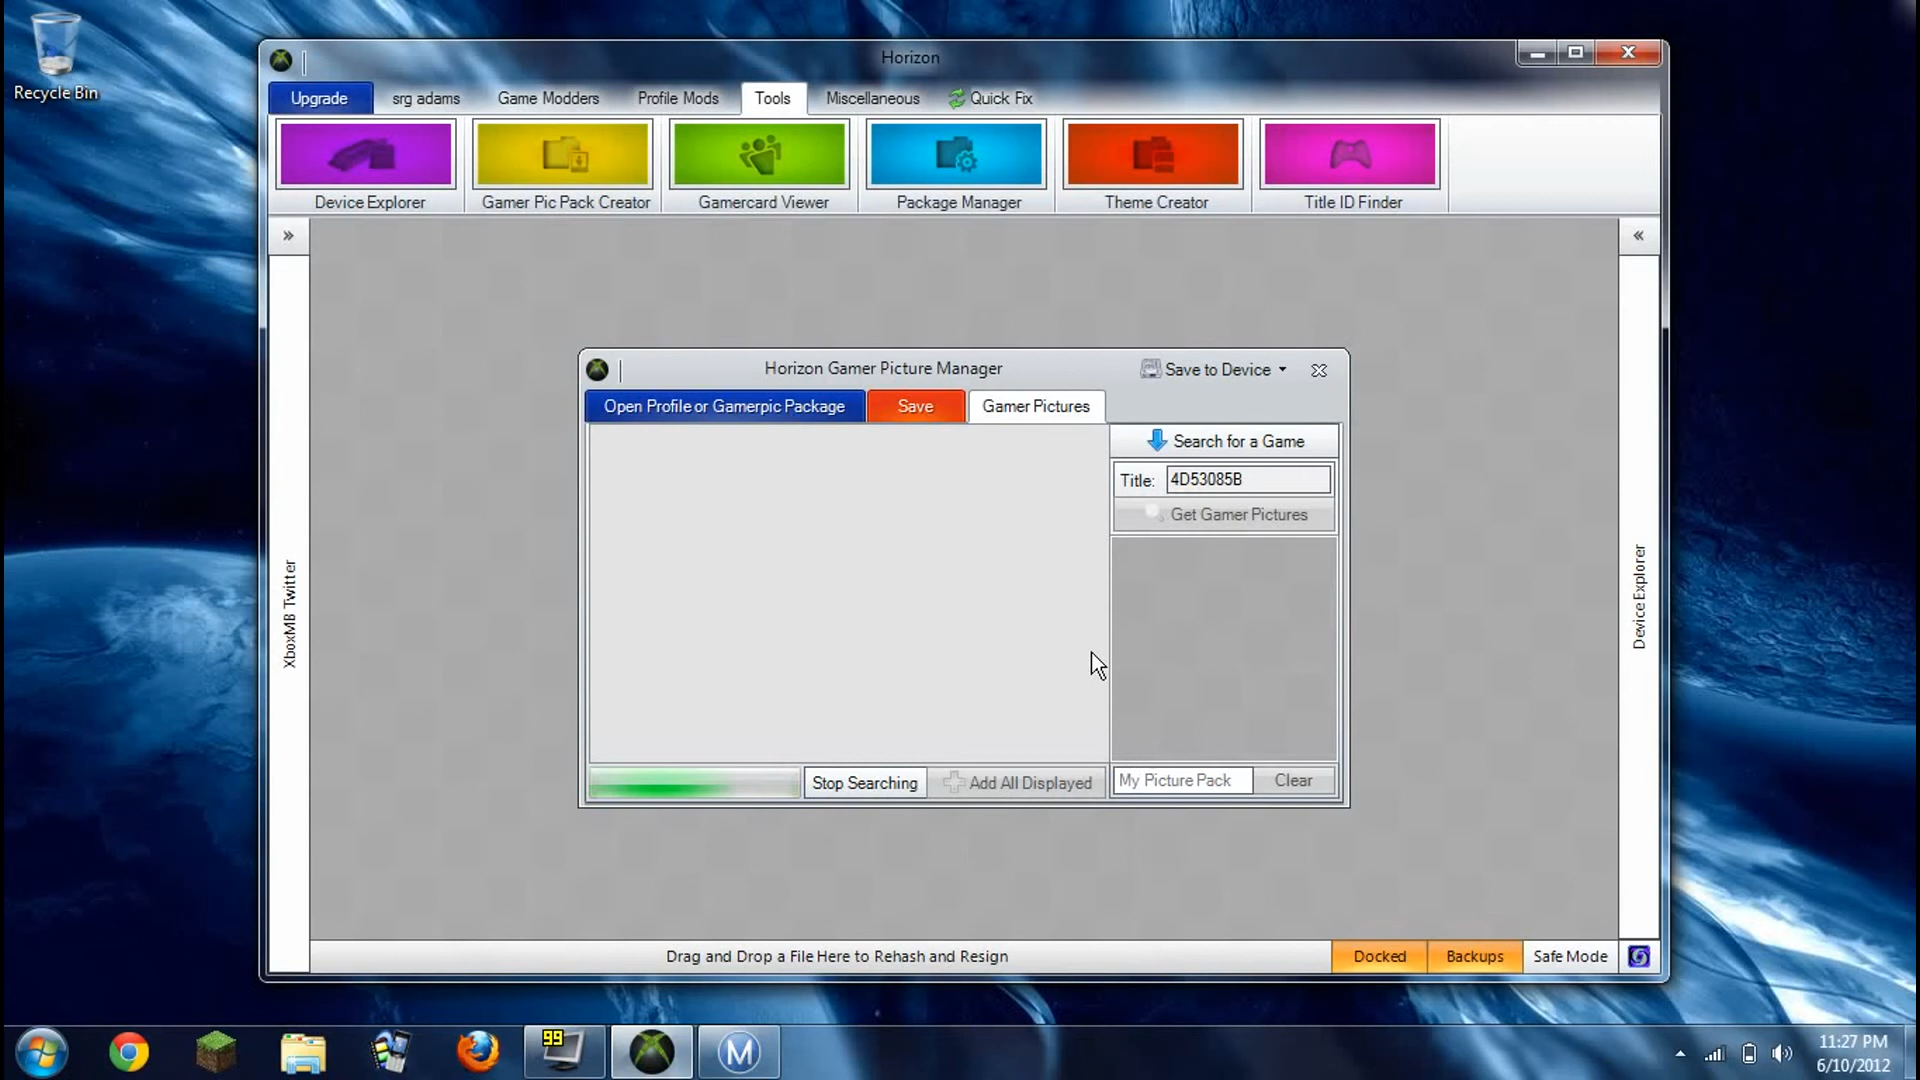 Recycle Bin
Horizon
Upgrade srg adams Game Modders Profile Mods Tools Miscellaneous Quick Fix
Device Explorer Gamer Pic Pack Creator Gamercard Viewer Package Manager Theme Creator Title ID Finder
» «
XboxMB Twitter
Horizon Gamer Picture Manager Save to Device
Open Profile or Gamerpic Package Save Gamer Pictures
Search for a Game
Title: 4D53085B
Get Gamer Pictures
Stop Searching Add All Displayed My Picture Pack Clear
Device Explorer
Drag and Drop a File Here to Rehash and Resign Docked Backups Safe Mode
99
M
11:27 PM
6/10/2012